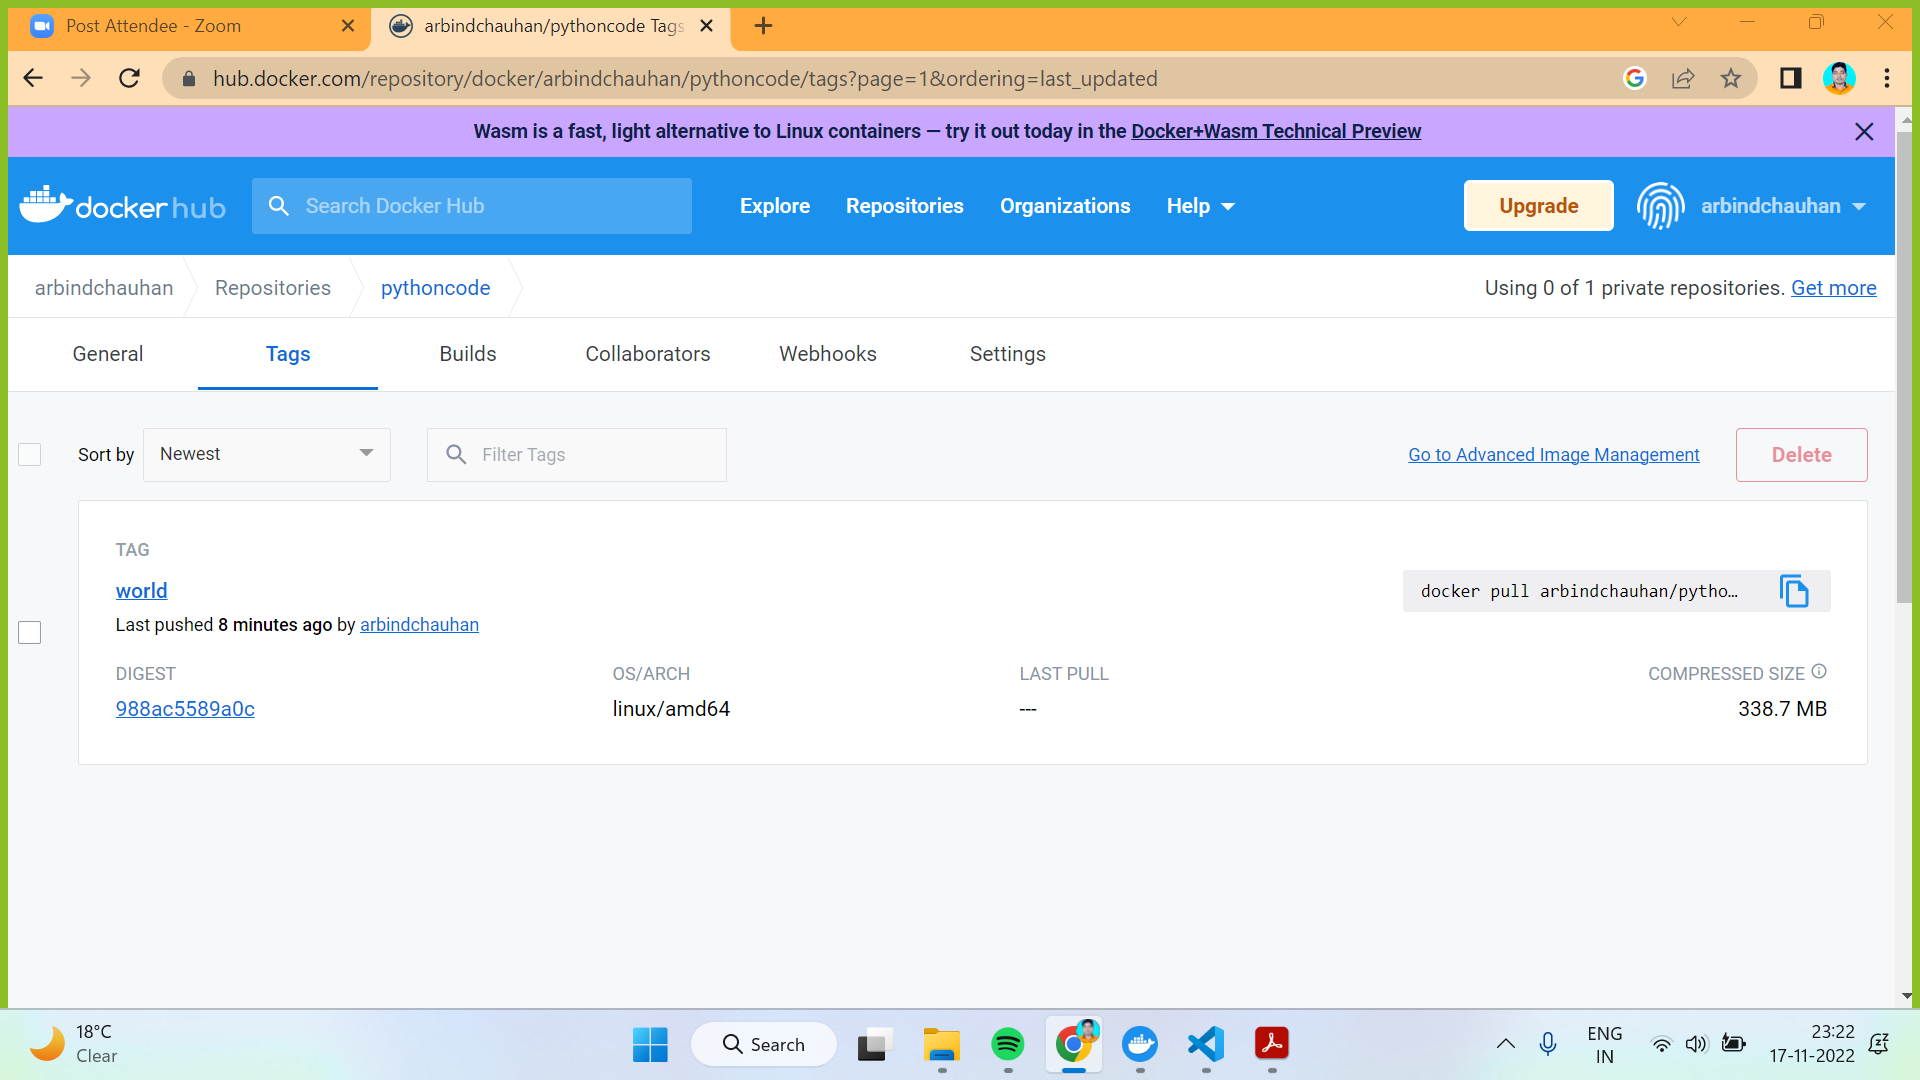 Post Attendee - Zoom
arbindchauhan/pythoncode Tags
hub.docker.com/repository/docker/arbindchauhan/pythoncode/tags?page=1&ordering=last_updated
Wasm is a fast, light alternative to Linux containers — try it out today in the Docker+Wasm Technical Preview
docker hub
Search Docker Hub
Explore
Repositories
Organizations
Help
Upgrade
arbindchauhan
arbindchauhan
Repositories
pythoncode
Using 0 of 1 private repositories. Get more
General
Tags
Builds
Collaborators
Webhooks
Settings
Sort by
Newest
Filter Tags
Go to Advanced Image Management
Delete
TAG
world
docker pull arbindchauhan/pytho…
Last pushed 8 minutes ago by arbindchauhan
DIGEST
OS/ARCH
LAST PULL
COMPRESSED SIZE
988ac5589a0c
linux/amd64
---
338.7 MB
18°C
Clear
Search
ENG
IN
23:22
17-11-2022